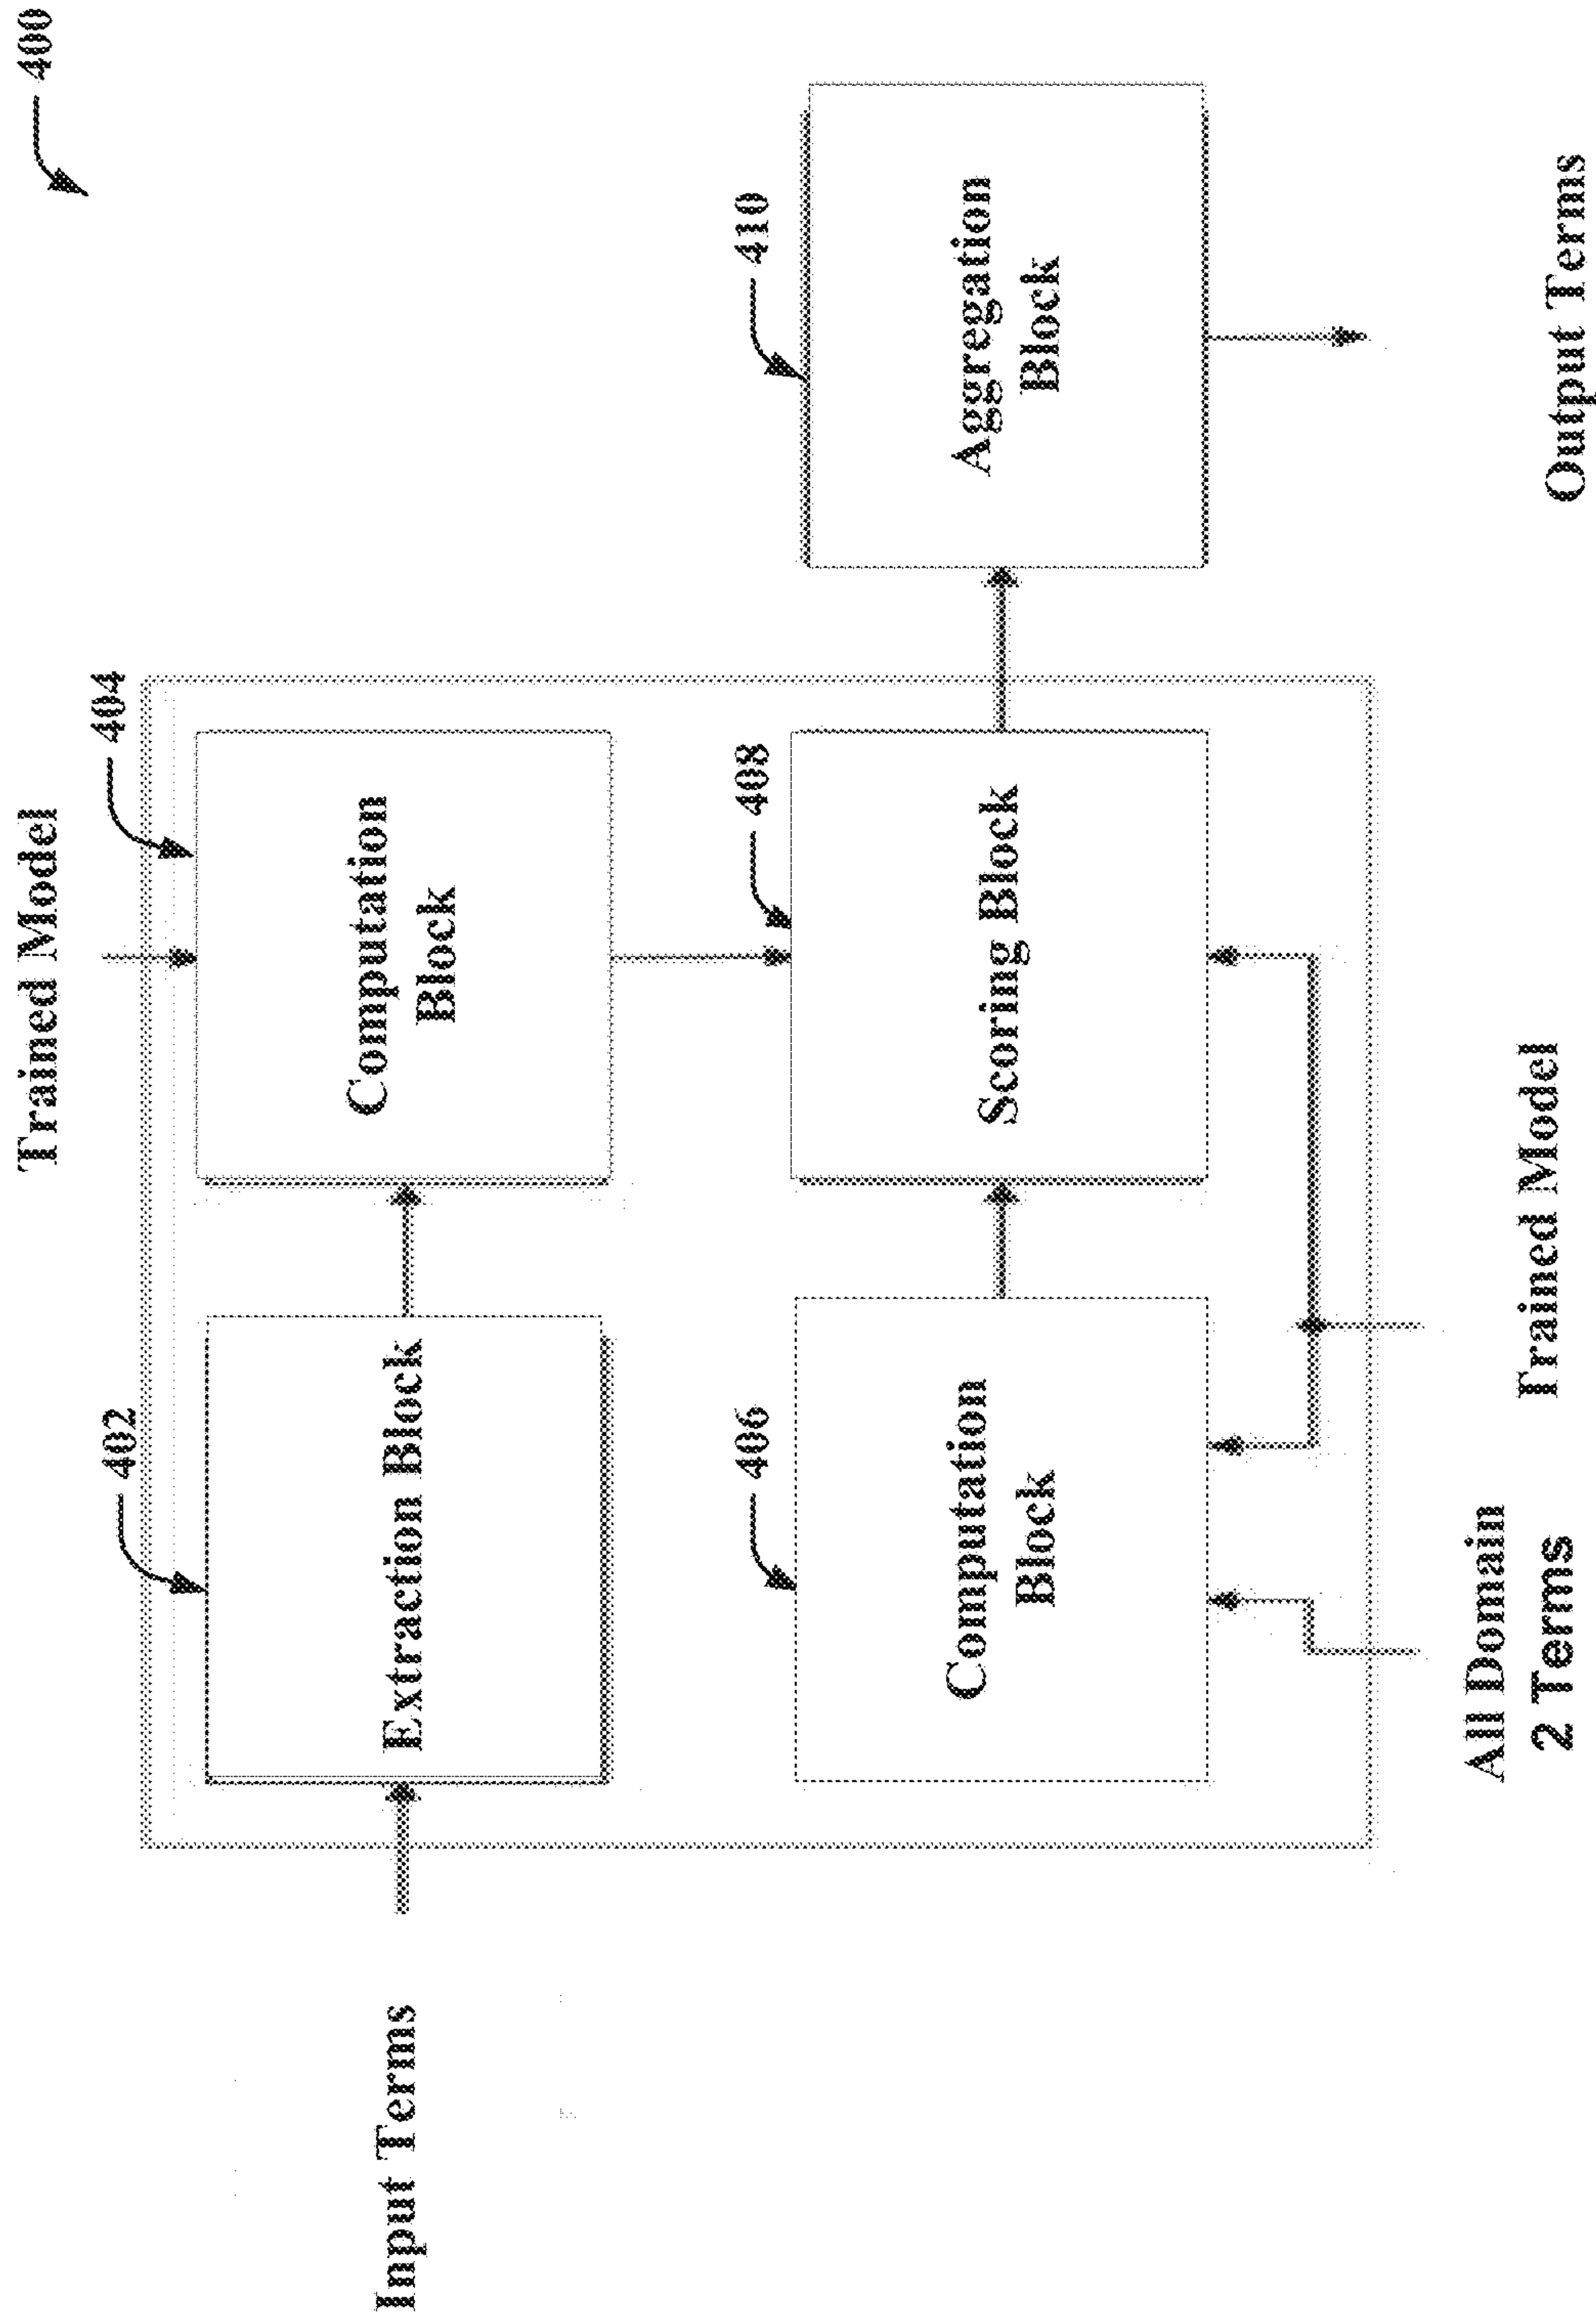 400
Trained Model
402
404
Extraction Block
Computation
Block
Input Terms
406
408
410
Computation
Block
Scoring Block
Aggregation
Block
All Domain
2 Terms
Trained Model
Output Terms